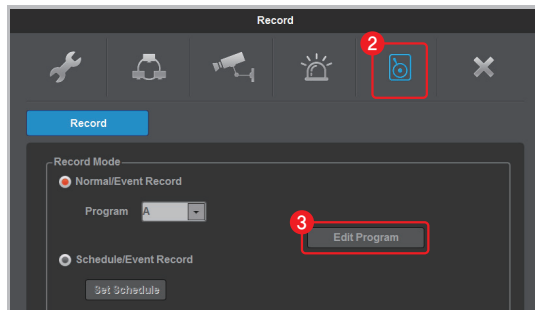 Record
2
Record
Record Mode
Normal/Event Record
Program A
3
Edit Program
Schedule/Event Record
Set Schedule